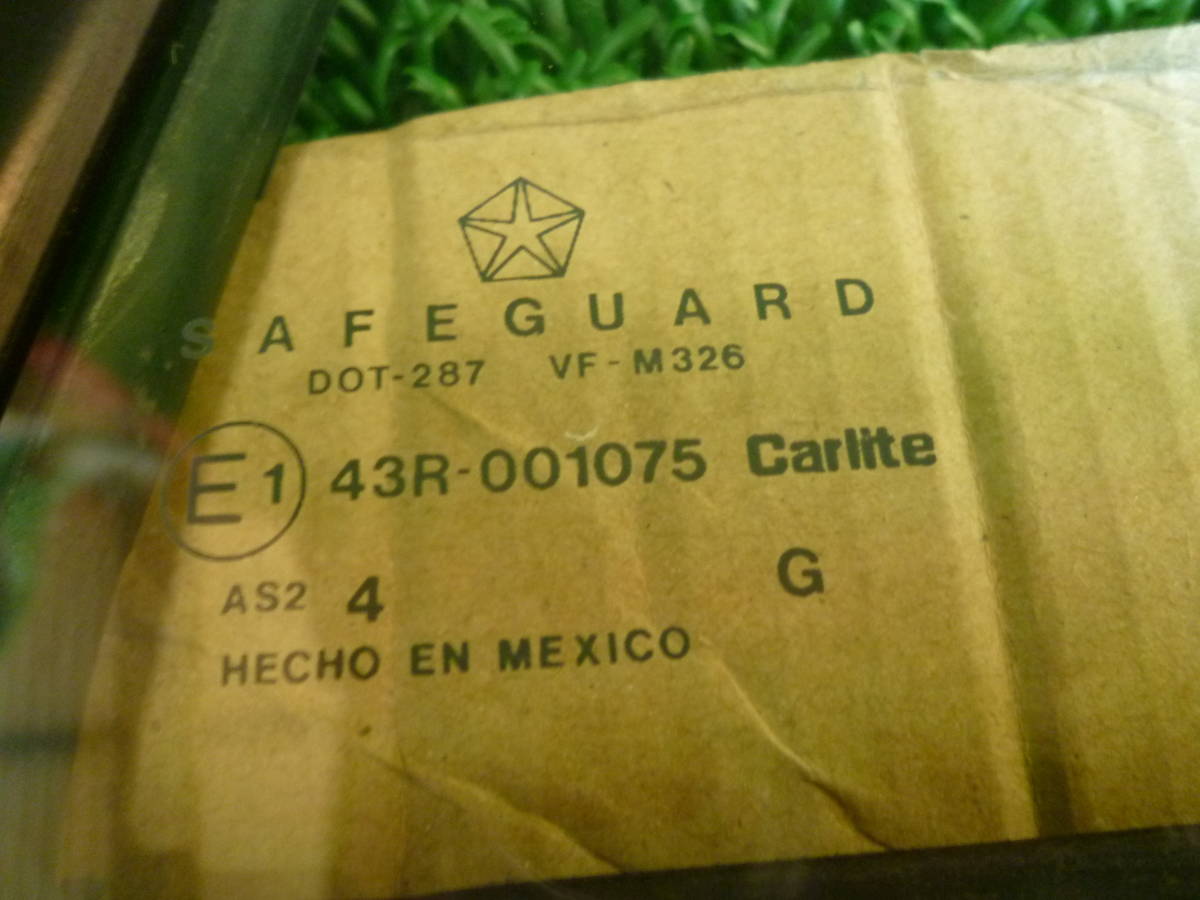 SAFEGUARD
DOT-287 VF-M326
E1 43R-001075 Carlite
AS2 4 G
HECHO EN MEXICO